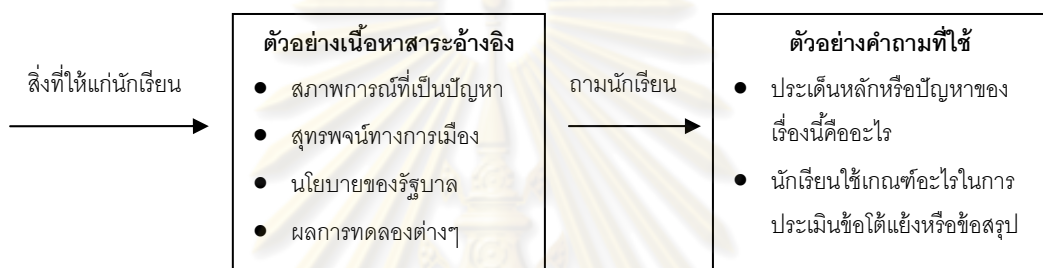 สิ่งที่ให้แก่นักเรียน
ตัวอย่างเนื้อหาสาระอ้างอิง
● สภาพการณ์ที่เป็นปัญหา
● สุทรพจน์ทางการเมือง
● นโยบายของรัฐบาล
● ผลการทดลองต่างๆ
ถามนักเรียน
ตัวอย่างคำถามที่ใช้
● ประเด็นหลักหรือปัญหาของ
เรื่องนี้คืออะไร
● นักเรียนใช้เกณฑ์อะไรในการ
ประเมินข้อโต้แย้งหรือข้อสรุป